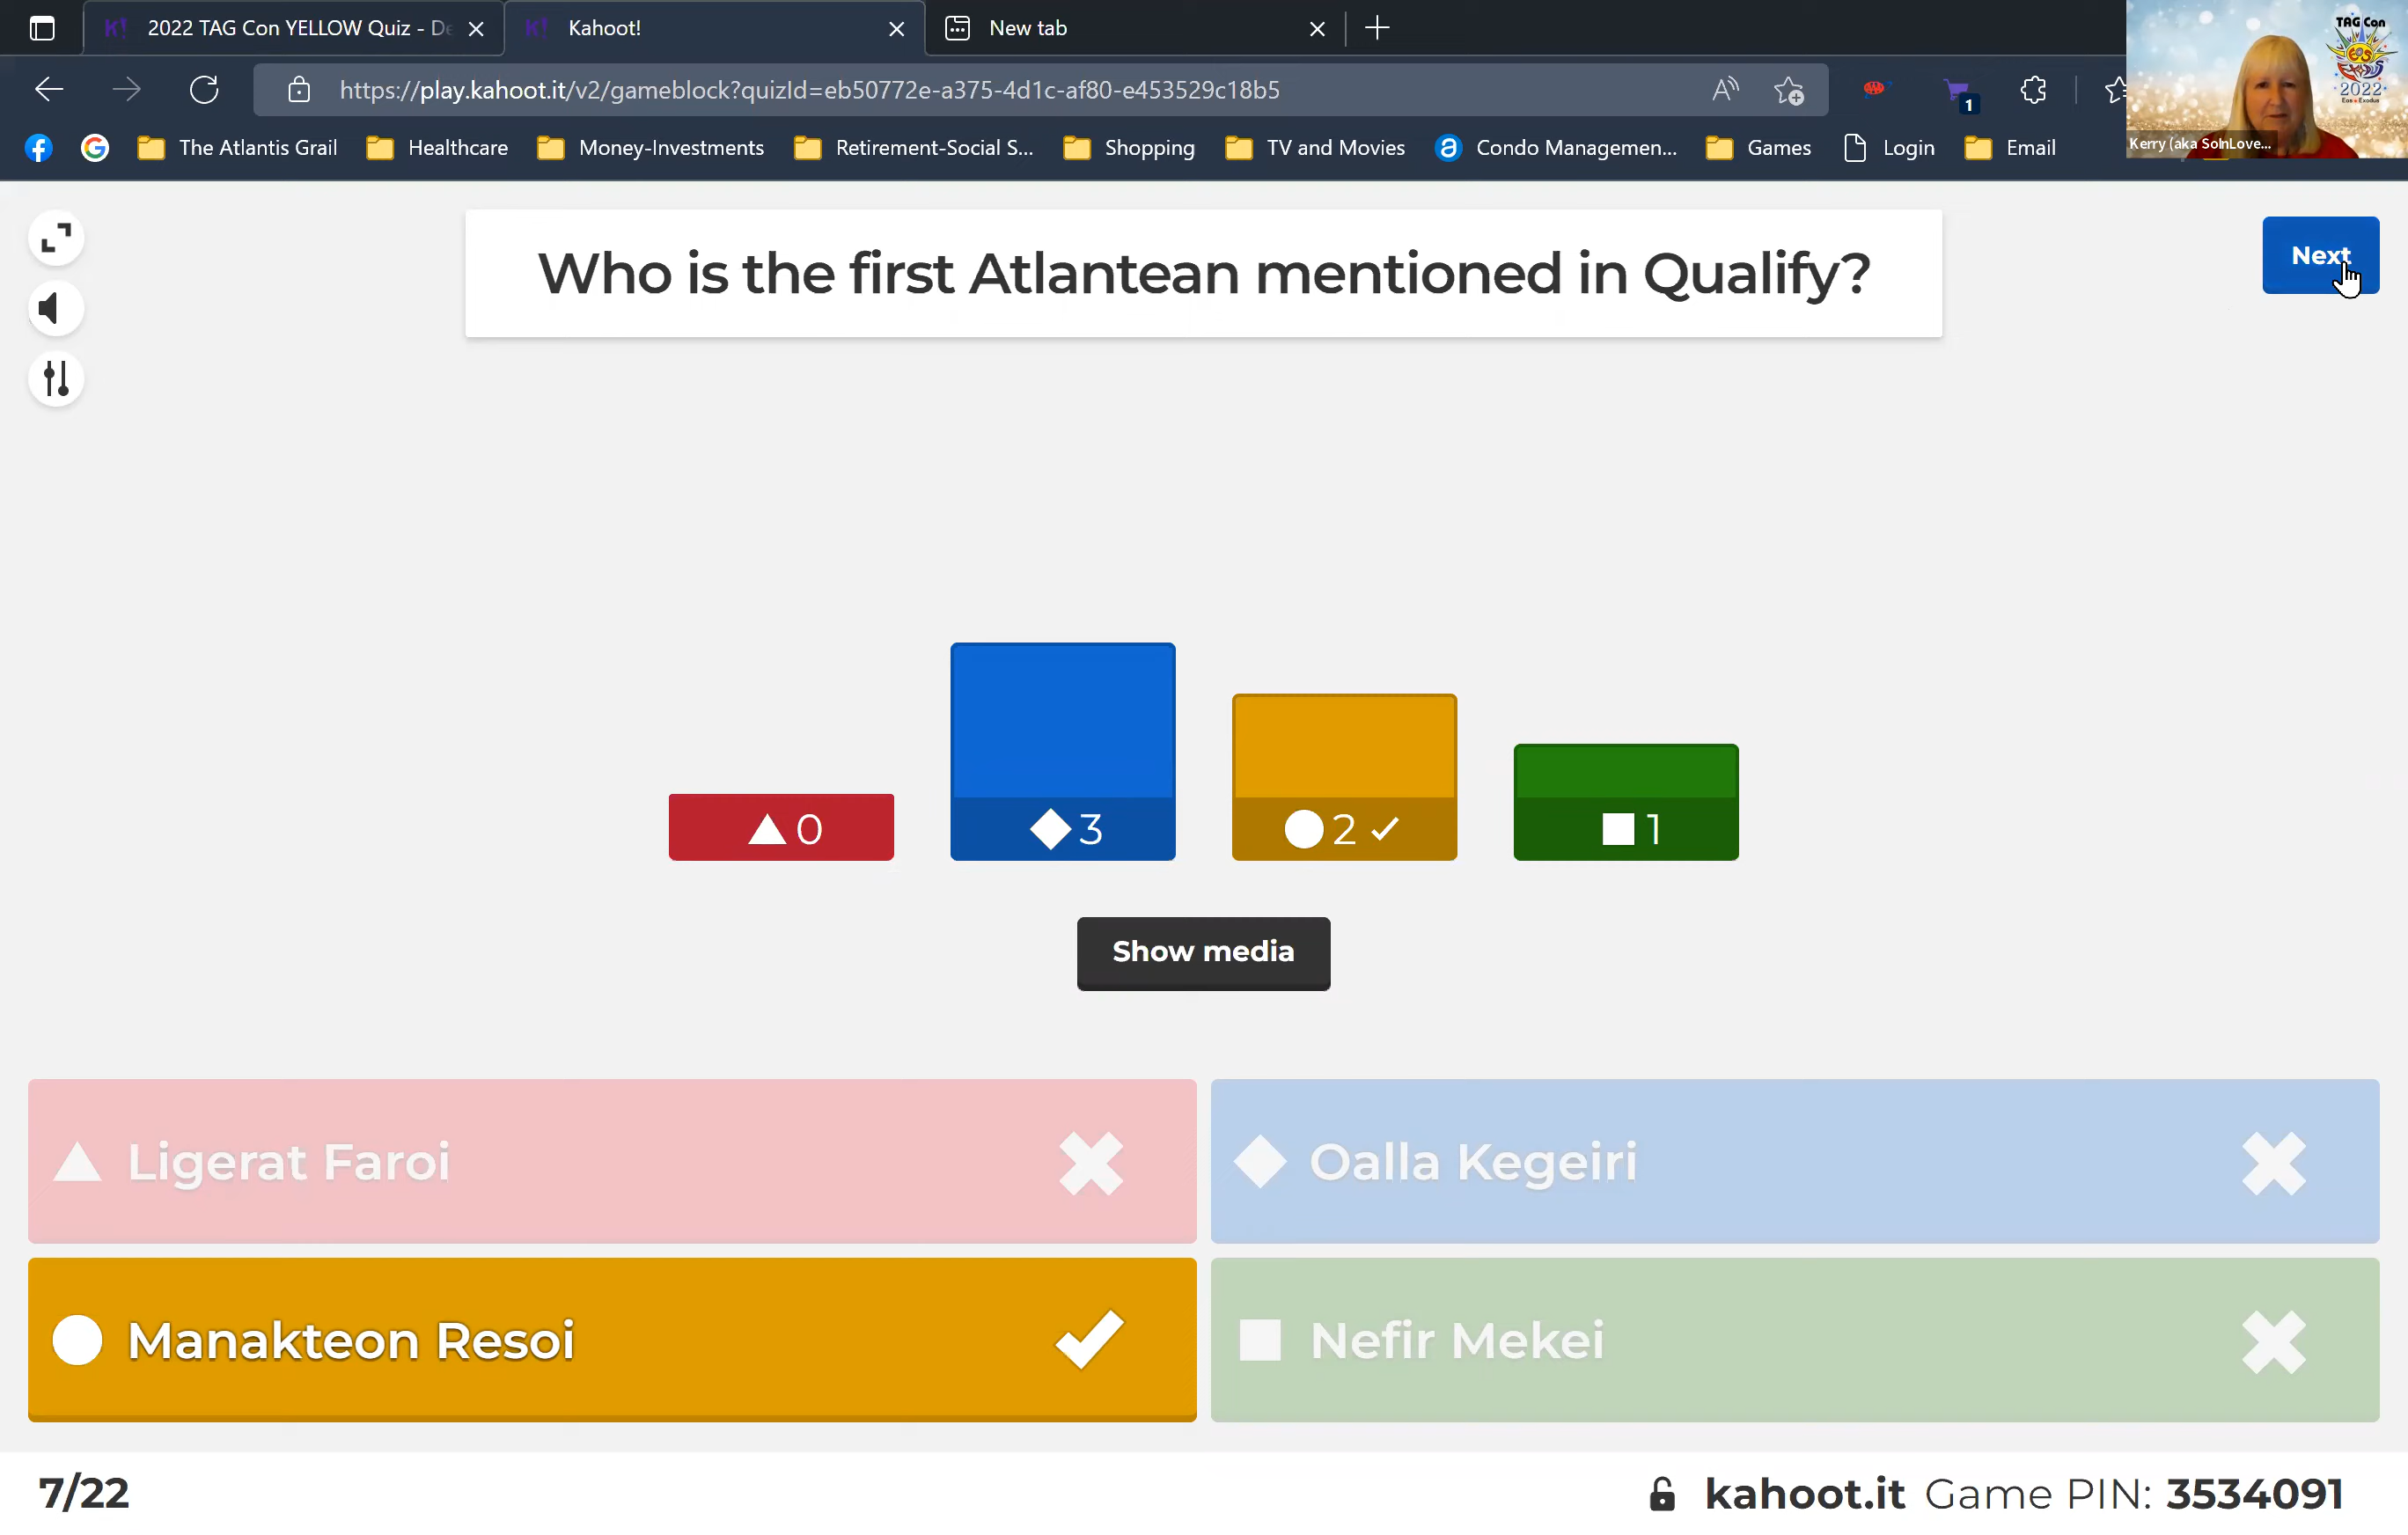 2022 TAG Con YELLOW Quiz - De
Kahoot!
New tab
https://play.kahoot.it/v2/gameblock?quizId=eb50772e-a375-4d1c-af80-e453529c18b5
1
The Atlantis Grail
Healthcare
Money-Investments
Retirement-Social S...
Shopping
TV and Movies
Condo Managemen...
Games
Login
Email
TAG Con
2022
Eos • Exodus
Kerry (aka SolnLove...
Who is the first Atlantean mentioned in Qualify?
Next
0
3
2
1
Show media
Ligerat Faroi
Oalla Kegeiri
Manakteon Resoi
Nefir Mekei
7/22
kahoot.it Game PIN: 3534091